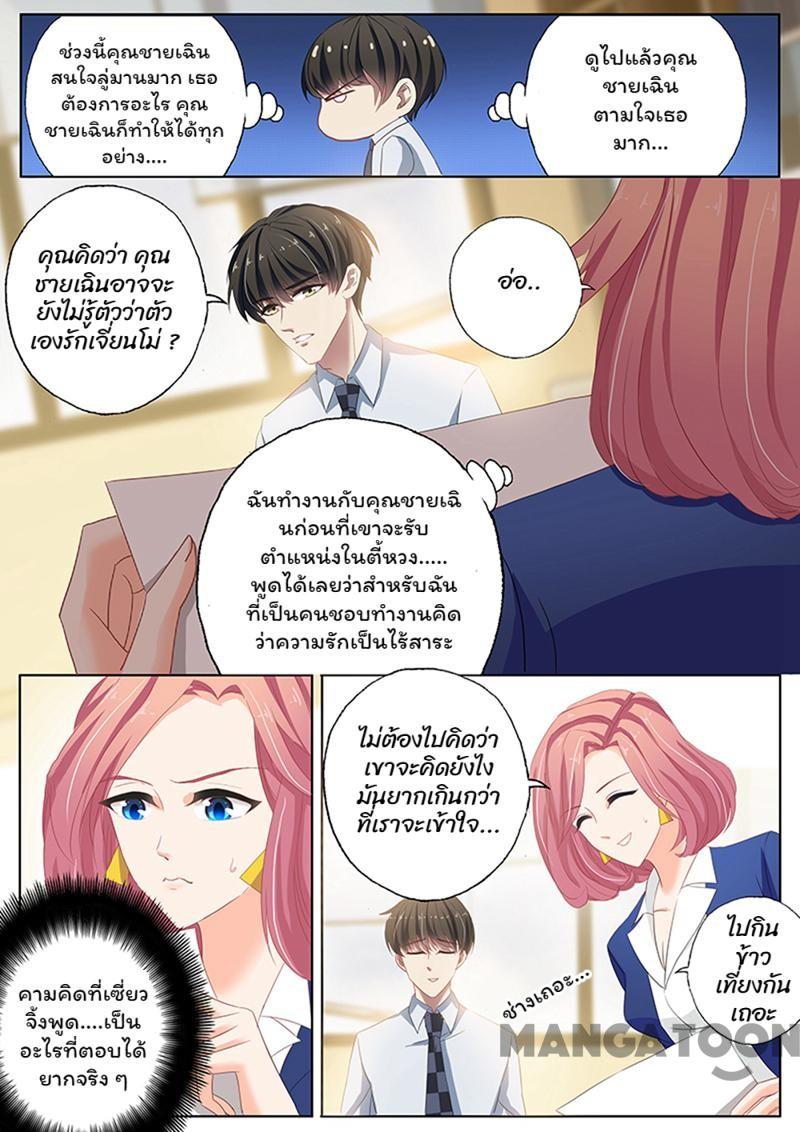 ช่วงนี้คุณชายเฉิน
สนใจลู่มานมาก เธอ
ต้องการอะไร คุณ
ชายเฉินก็ทำให้ได้ทุก
อย่าง....
ดูไปแล้วคุณ
ชายเฉิน
ตามใจเธอ
มาก...
คุณคิดว่า คุณ
ชายเฉินอาจจะ
ยังไม่รู้ตัวว่าตัว
เองรักเจี่ยนโม่ ?
อ่อ..
ฉันทำงานกับคุณชายเฉิ
นก่อนที่เขาจะรับ
ตำแหน่งในตี้หวง.....
พูดได้เลยว่าสำหรับฉัน
ที่เป็นคนชอบทำงานคิด
ว่าความรักเป็นไร้สาระ
ไม่ต้องไปคิดว่า
เขาจะคิดยังไง
มันยากเกินกว่า
ที่เราจะเข้าใจ...
คามคิดที่เซี่ยว
จิ้งพูด....เป็น
อะไรที่ตอบได้
ยากจริง ๆ
ช่างเถอะ...
ไปกิน
ข้าว
เที่ยงกัน
เถอะ
MANGATOON